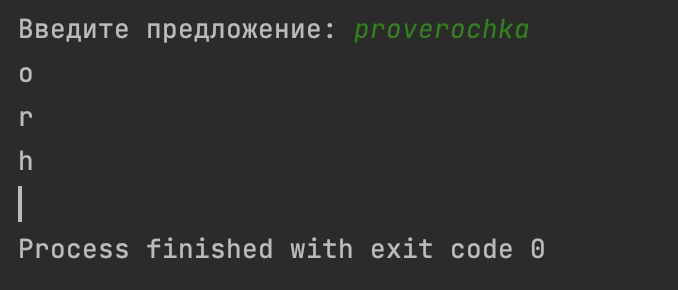 Введите предложение: proverochka
o
r
h
Process finished with exit code 0